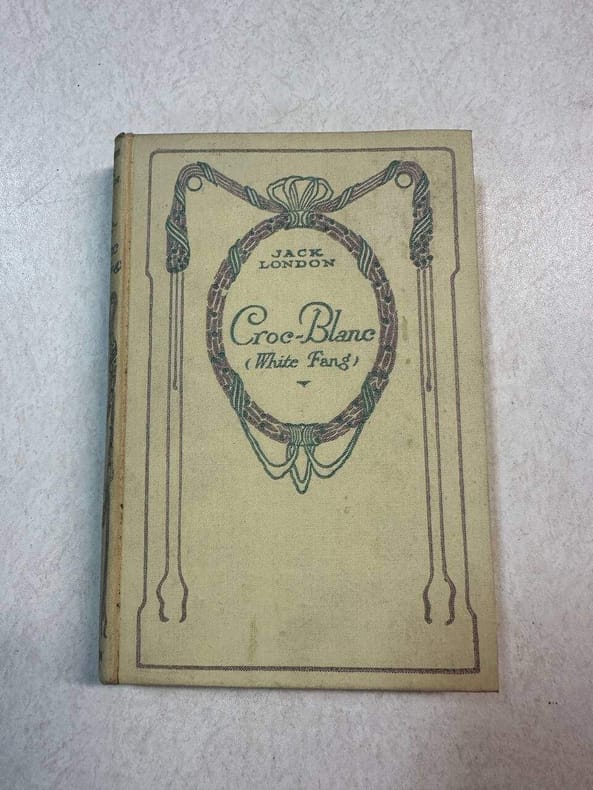 JACK
LONDON
Croc-Blanc
(White Fang)